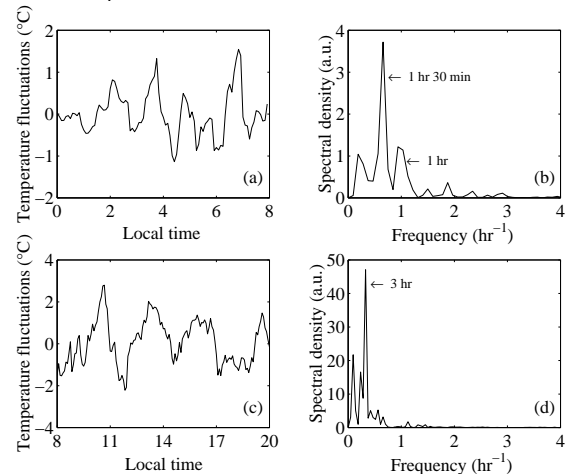 Temperature fluctuations (°C)
2
1
0
−1
−2
0
2
4
6
8
Local time
(a)
Spectral density (a.u.)
4
3
2
1
0
0
1
2
3
4
Frequency (hr⁻¹)
← 1 hr 30 min
← 1 hr
(b)
Temperature fluctuations (°C)
4
2
0
−2
−4
8
11
14
17
20
Local time
(c)
Spectral density (a.u.)
50
40
30
20
10
0
0
1
2
3
4
Frequency (hr⁻¹)
← 3 hr
(d)